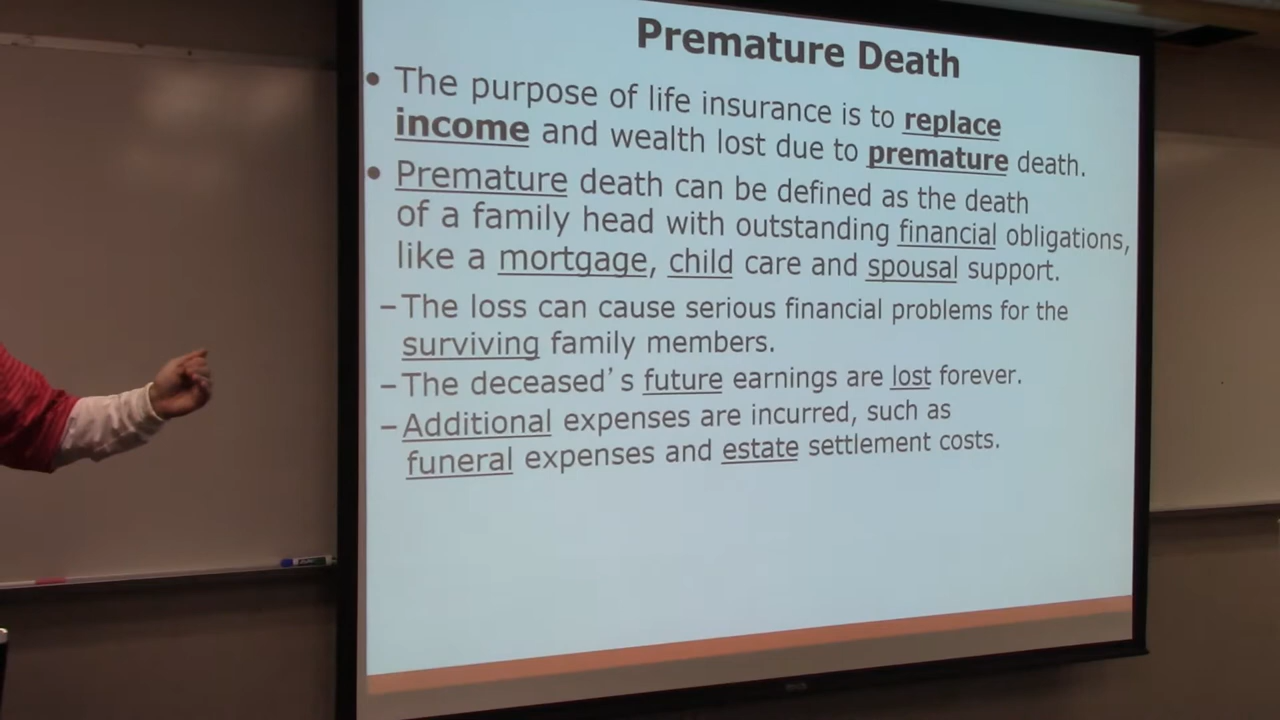 Premature Death
• The purpose of life insurance is to replace
income and wealth lost due to premature death.
• Premature death can be defined as the death
of a family head with outstanding financial obligations,
like a mortgage, child care and spousal support.
– The loss can cause serious financial problems for the
surviving family members.
– The deceased's future earnings are lost forever.
– Additional expenses are incurred, such as
funeral expenses and estate settlement costs.